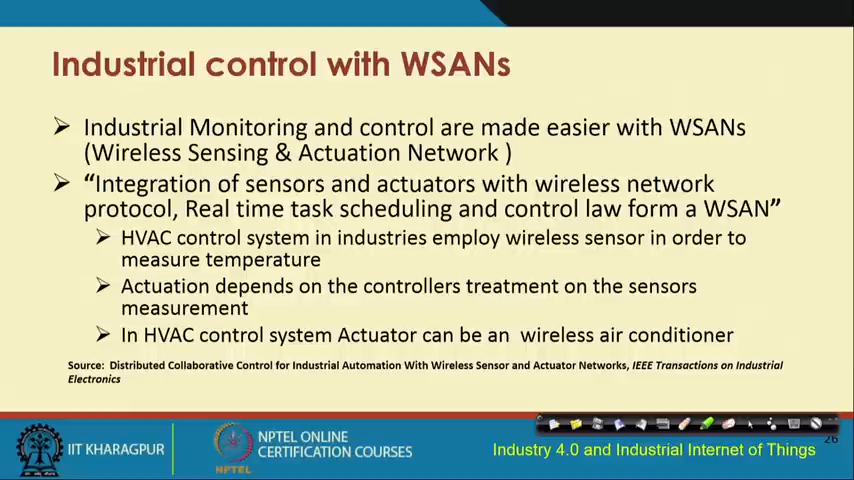 Industrial control with WSANs
Industrial Monitoring and control are made easier with WSANs
(Wireless Sensing & Actuation Network )
“Integration of sensors and actuators with wireless network
protocol, Real time task scheduling and control law form a WSAN”
HVAC control system in industries employ wireless sensor in order to
measure temperature
Actuation depends on the controllers treatment on the sensors
measurement
In HVAC control system Actuator can be an wireless air conditioner
Source: Distributed Collaborative Control for Industrial Automation With Wireless Sensor and Actuator Networks, IEEE Transactions on Industrial
Electronics
IIT KHARAGPUR
NPTEL
NPTEL ONLINE
CERTIFICATION COURSES
Industry 4.0 and Industrial Internet of Things
26